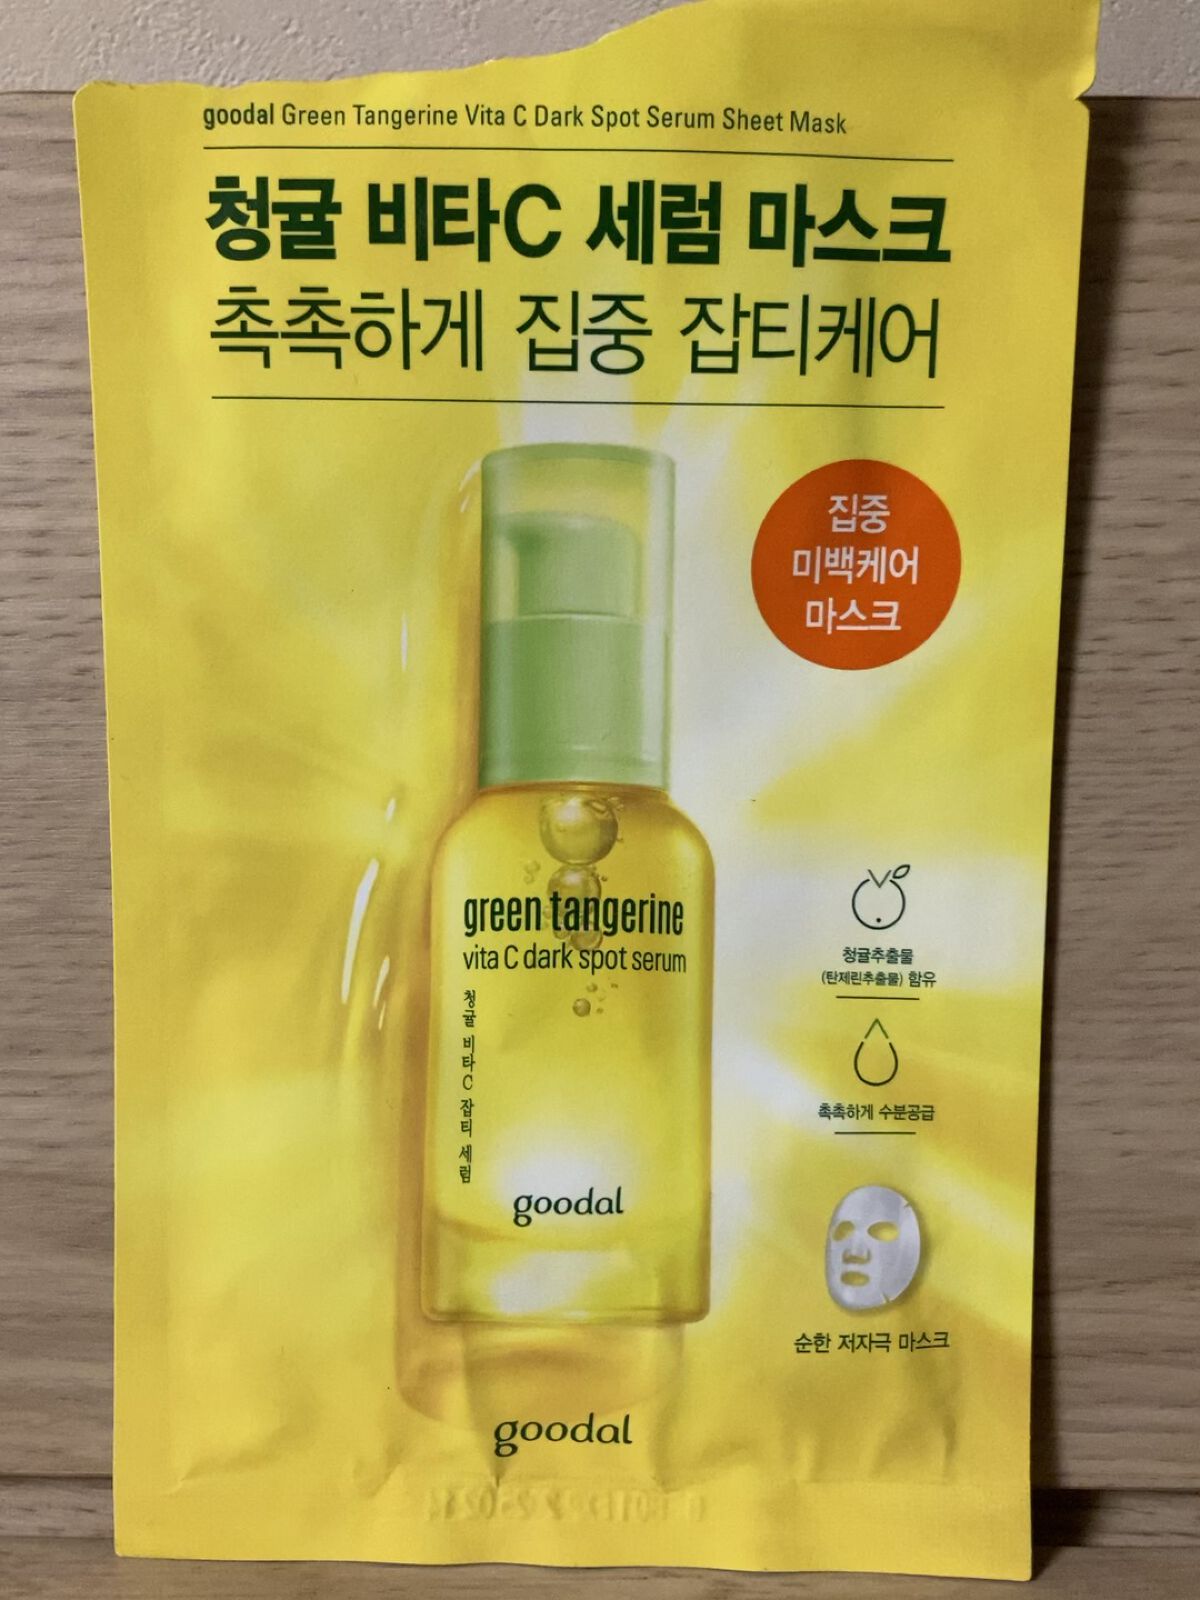 goodal Green Tangerine Vita C Dark Spot Serum Sheet Mask
청귤 비타C 세럼 마스크
촉촉하게 집중 잡티케어
집중
미백케어
마스크
green tangerine
vita C dark spot serum
청귤 비타C 잡티 세럼
goodal
청귤추출물
(탄제린추출물) 함유
촉촉하게 수분공급
순한 저자극 마스크
goodal